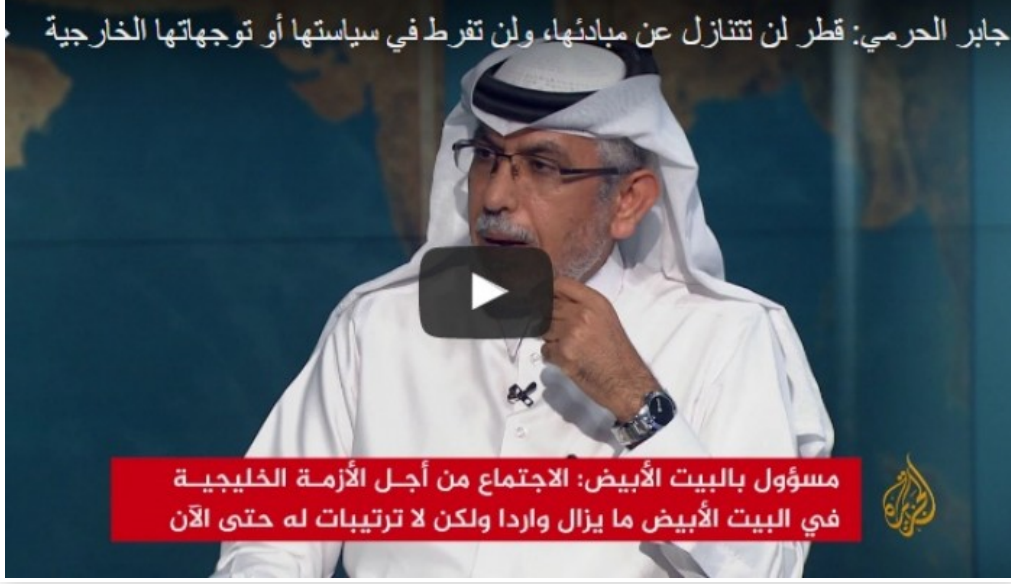 جابر الحرمي: قطر لن تتنازل عن مبادئها، ولن تفرط في سياستها أو توجهاتها الخارجية
مسؤول بالبيت الأبيض: الاجتماع من أجل الأزمة الخليجية
في البيت الأبيض ما يزال واردا ولكن لا ترتيبات له حتى الآن
الجزيرة